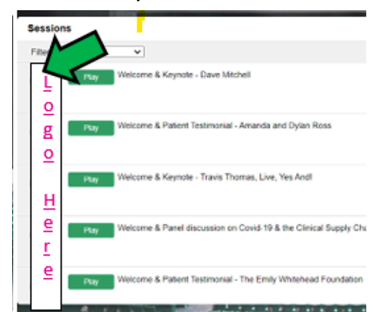 Sessions
Filter
Logo Here
Play Welcome & Keynote - Dave Mitchell
Play Welcome & Patient Testimonial - Amanda and Dylan Ross
Play Welcome & Keynote - Travis Thomas, Live, Yes And!
Play Welcome & Panel discussion on Covid-19 & the Clinical Supply Cha
Play Welcome & Patient Testimonial - The Emily Whitehead Foundation